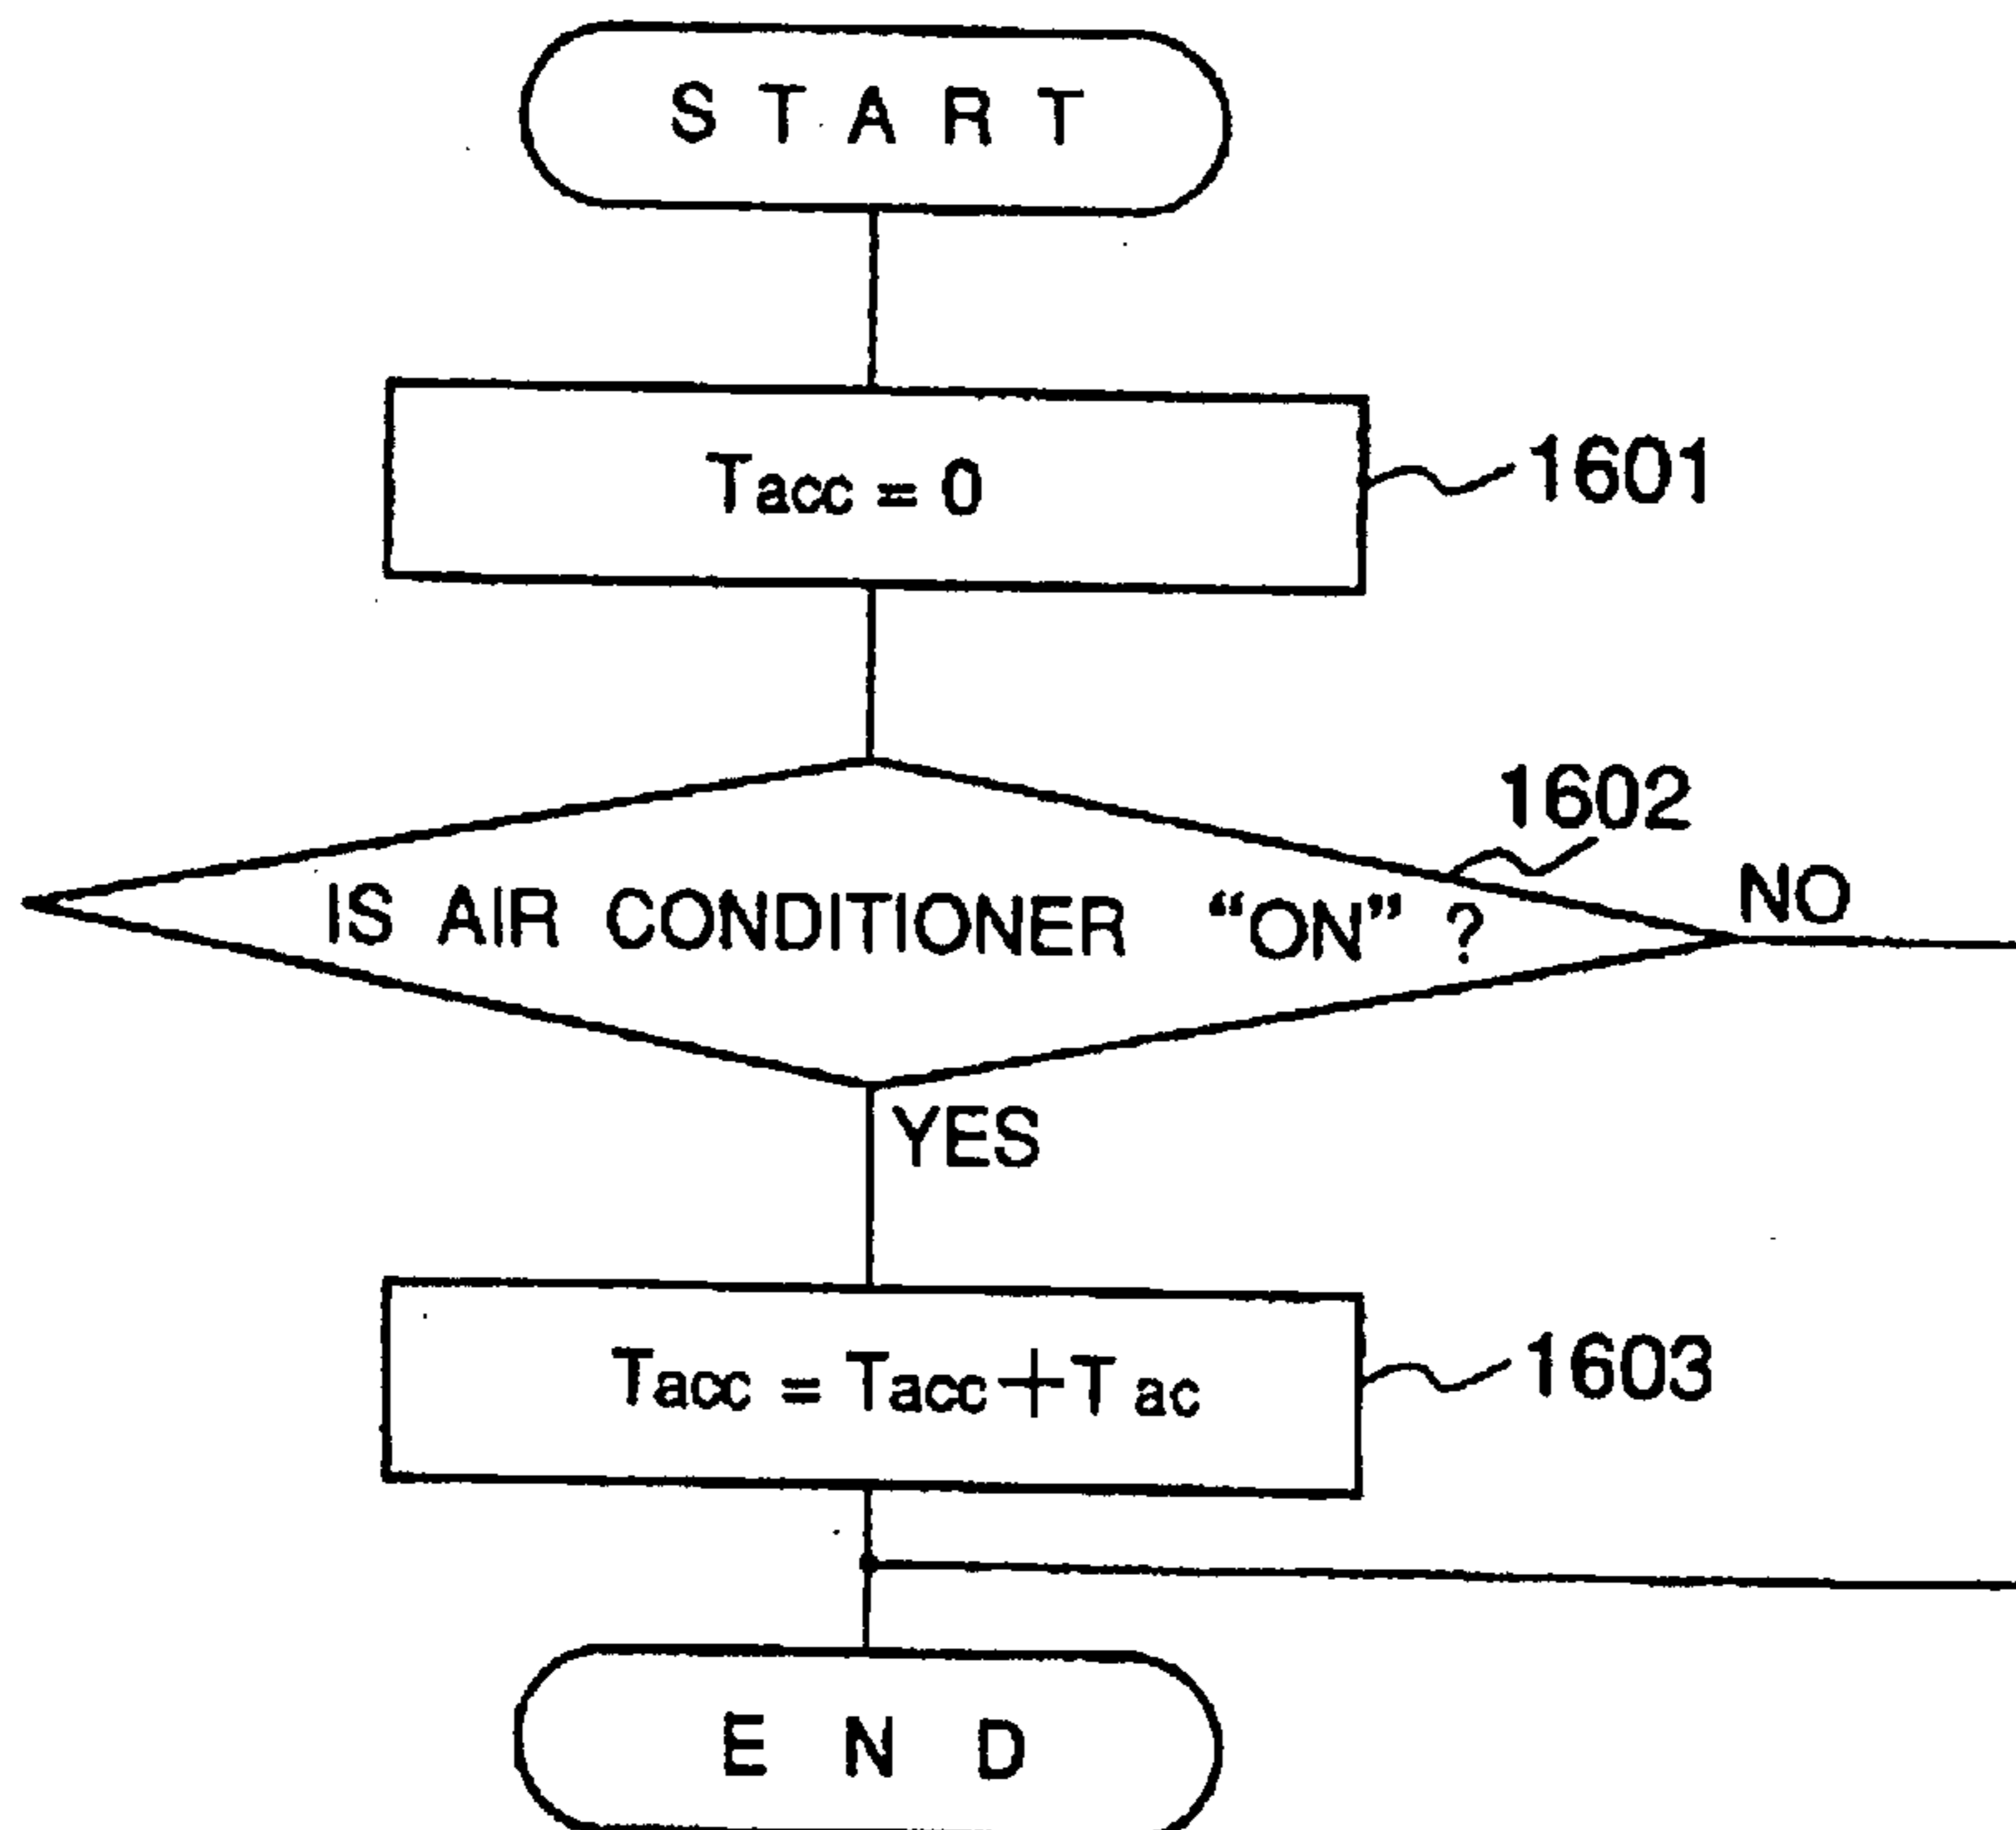 START
Tacc = 0
1601
1602
IS AIR CONDITIONER “ON” ?
NO
YES
Tacc = Tacc+Tac
1603
END